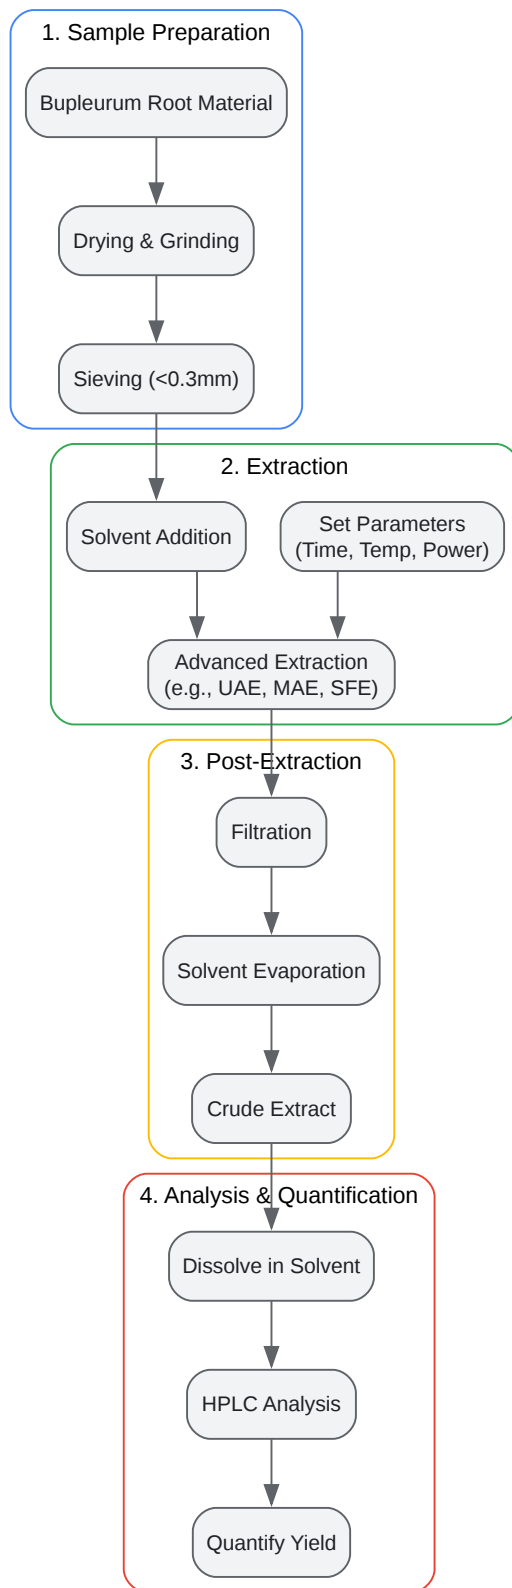 1. Sample Preparation
Bupleurum Root Material
Drying & Grinding
Sieving (<0.3mm)
2. Extraction
Solvent Addition
Set Parameters
(Time, Temp, Power)
Advanced Extraction
(e.g., UAE, MAE, SFE)
3. Post-Extraction
Filtration
Solvent Evaporation
Crude Extract
4. Analysis & Quantification
Dissolve in Solvent
HPLC Analysis
Quantify Yield